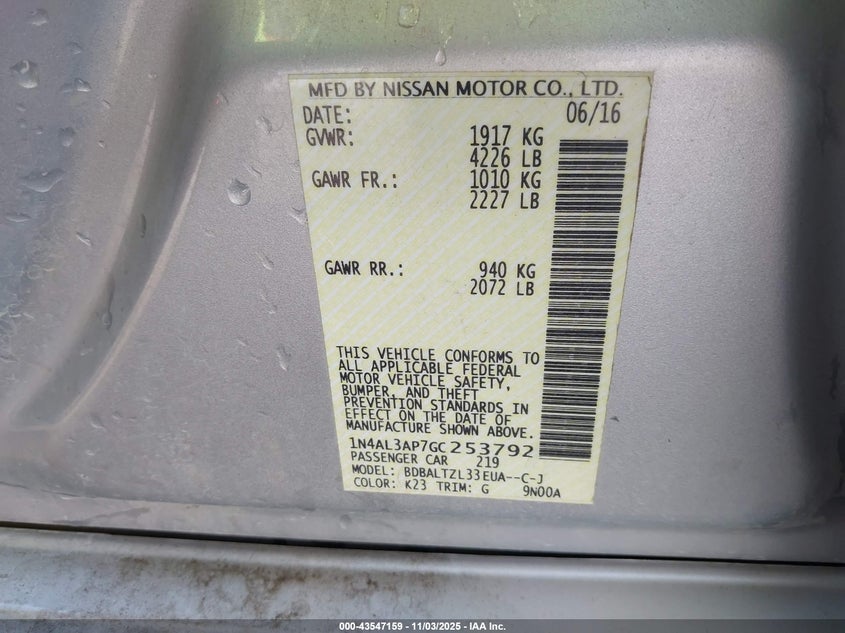 MFD BY NISSAN MOTOR CO., LTD.
DATE: 06/16
GVWR: 1917 KG
4226 LB
GAWR FR.: 1010 KG
2227 LB
GAWR RR.: 940 KG
2072 LB
THIS VEHICLE CONFORMS TO
ALL APPLICABLE FEDERAL
MOTOR VEHICLE SAFETY,
BUMPER, AND THEFT
PREVENTION STANDARDS IN
EFFECT ON THE DATE OF
MANUFACTURE SHOWN ABOVE.
1N4AL3AP7GC253792
PASSENGER CAR 219
MODEL: BDBALTZL33EUA--C-J
COLOR: K23 TRIM: G 9N00A
000-43547159 - 11/03/2025 - IAA Inc.